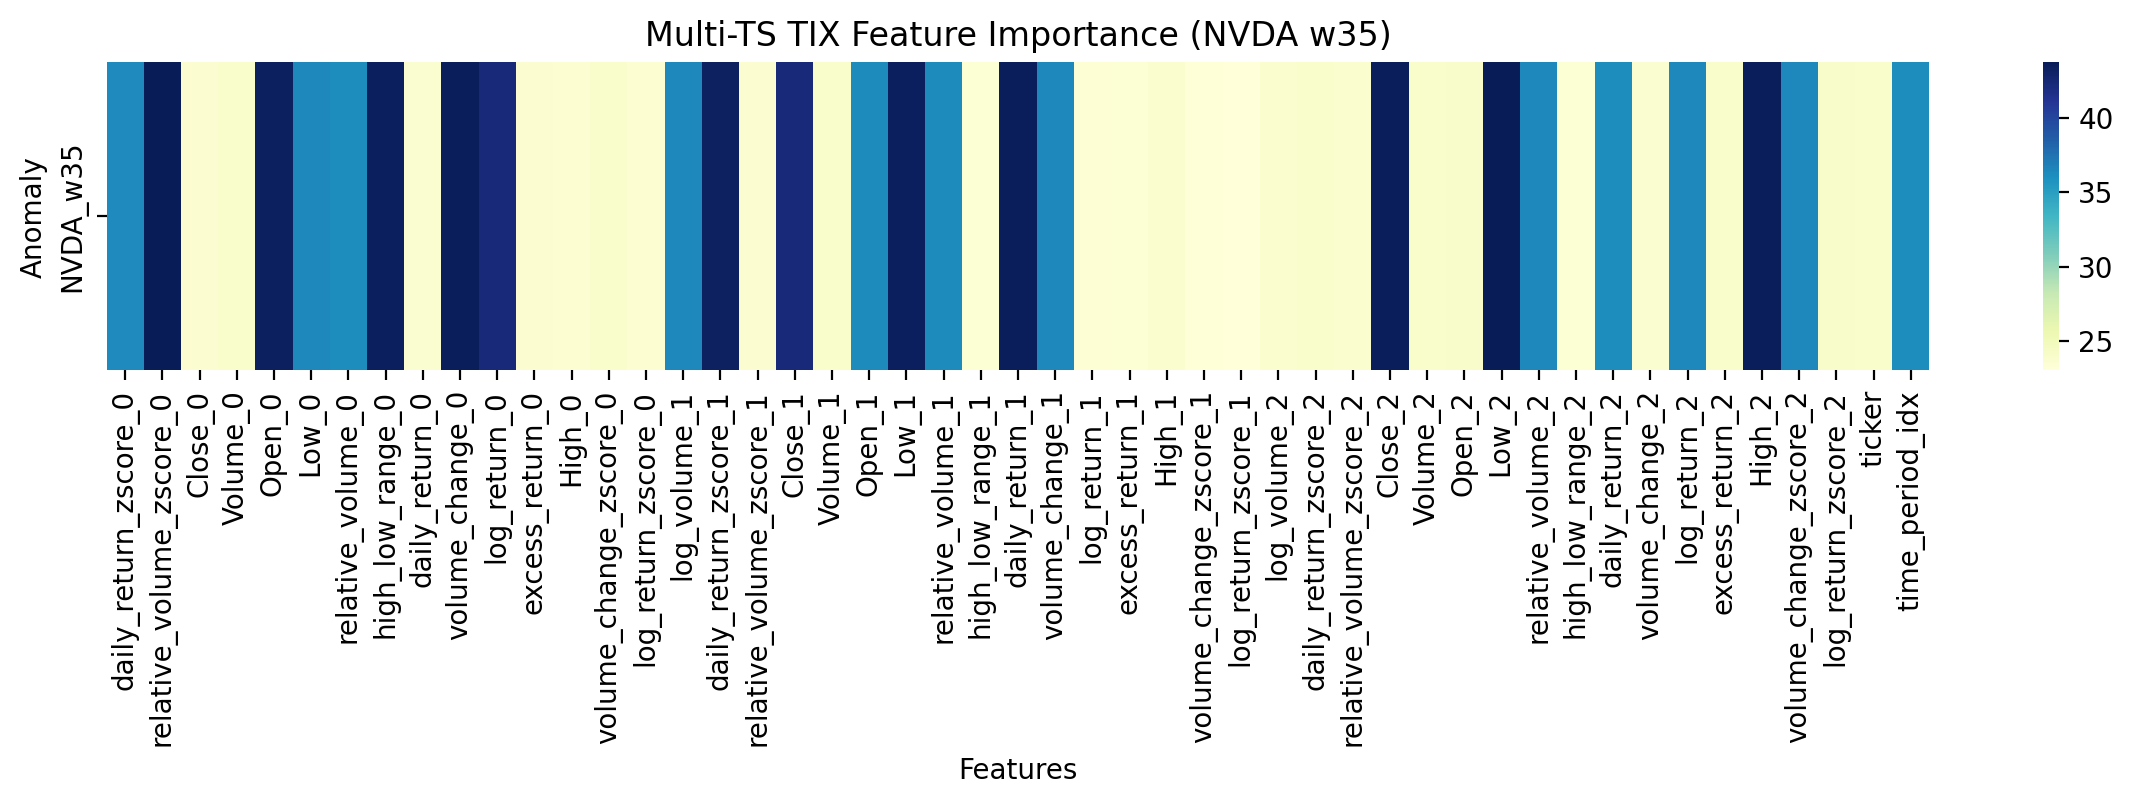 Multi-TS TIX Feature Importance (NVDA w35)
Anomaly
NVDA_w35
40
35
30
25
daily_return_zscore_0
relative_volume_zscore_0
Close_0
Volume_0
Open_0
Low_0
relative_volume_0
high_low_range_0
daily_return_0
volume_change_0
log_return_0
excess_return_0
High_0
volume_change_zscore_0
log_return_zscore_0
log_volume_1
daily_return_zscore_1
relative_volume_zscore_1
Close_1
Volume_1
Open_1
Low_1
relative_volume_1
high_low_range_1
daily_return_1
volume_change_1
log_return_1
excess_return_1
High_1
volume_change_zscore_1
log_return_zscore_1
log_volume_2
daily_return_zscore_2
relative_volume_zscore_2
Close_2
Volume_2
Open_2
Low_2
relative_volume_2
high_low_range_2
daily_return_2
volume_change_2
log_return_2
excess_return_2
High_2
volume_change_zscore_2
log_return_zscore_2
ticker
time_period_idx
Features